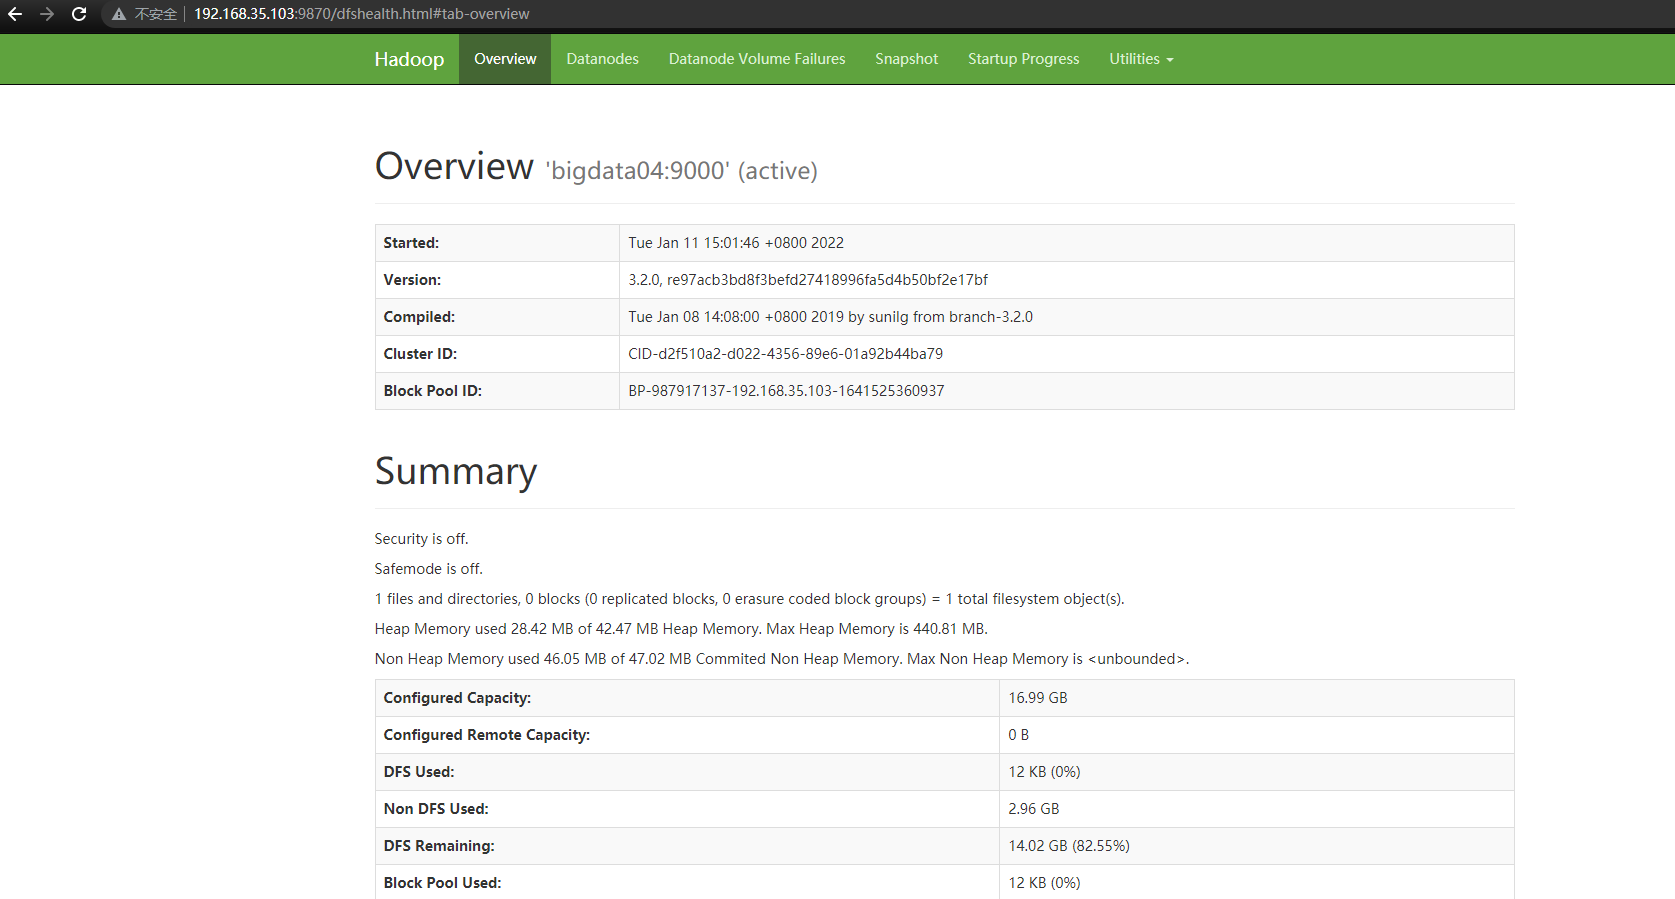 不安全 192.168.35.103:9870/dfshealth.html#tab-overview
Hadoop Overview Datanodes Datanode Volume Failures Snapshot Startup Progress Utilities
Overview 'bigdata04:9000' (active)
Started: Tue Jan 11 15:01:46 +0800 2022
Version: 3.2.0, re97acb3bd8f3befd27418996fa5d4b50bf2e17bf
Compiled: Tue Jan 08 14:08:00 +0800 2019 by sunilg from branch-3.2.0
Cluster ID: CID-d2f510a2-d022-4356-89e6-01a92b44ba79
Block Pool ID: BP-987917137-192.168.35.103-1641525360937
Summary
Security is off.
Safemode is off.
1 files and directories, 0 blocks (0 replicated blocks, 0 erasure coded block groups) = 1 total filesystem object(s).
Heap Memory used 28.42 MB of 42.47 MB Heap Memory. Max Heap Memory is 440.81 MB.
Non Heap Memory used 46.05 MB of 47.02 MB Commited Non Heap Memory. Max Non Heap Memory is <unbounded>.
Configured Capacity: 16.99 GB
Configured Remote Capacity: 0 B
DFS Used: 12 KB (0%)
Non DFS Used: 2.96 GB
DFS Remaining: 14.02 GB (82.55%)
Block Pool Used: 12 KB (0%)